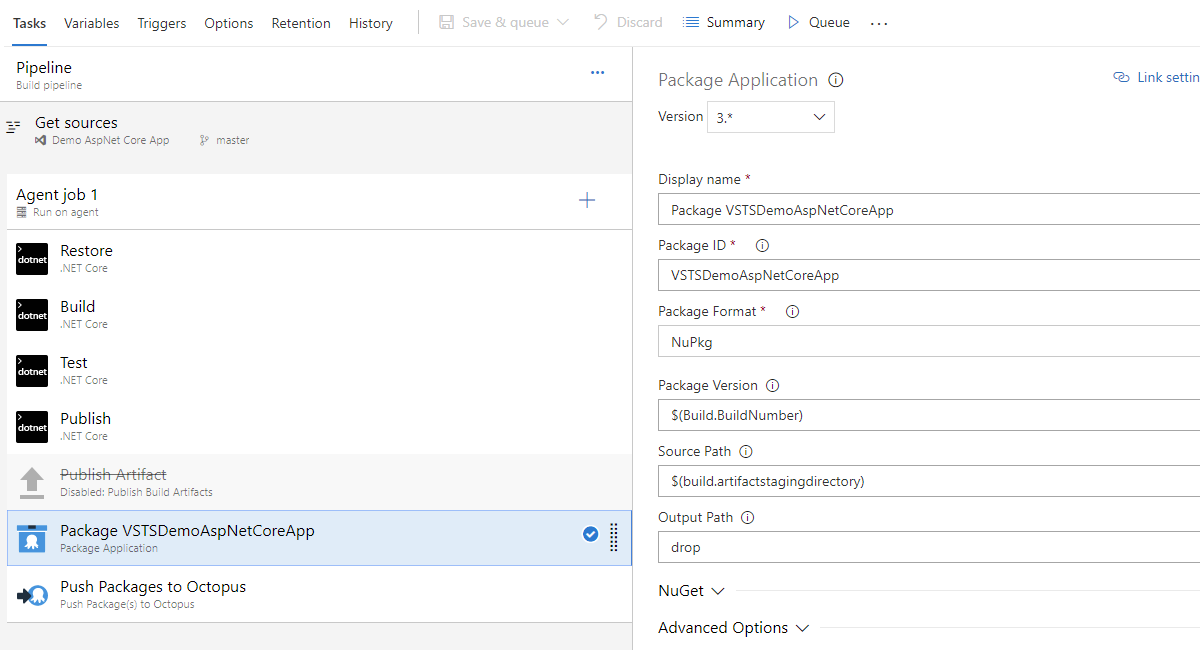 Tasks Variables Triggers Options Retention History Save & queue Discard Summary Queue ...
Pipeline
Build pipeline
Get sources
Demo AspNet Core App master
Agent job 1
Run on agent
>
dotnet
Restore
.NET Core
>
dotnet
Build
.NET Core
>
dotnet
Test
.NET Core
>
dotnet
Publish
.NET Core
Publish Artifact
Disabled: Publish Build Artifacts
Package VSTSDemoAspNetCoreApp
Package Application
Push Packages to Octopus
Push Package(s) to Octopus
Package Application
Link settin
Version 3.*
Display name *
Package VSTSDemoAspNetCoreApp
Package ID *
VSTSDemoAspNetCoreApp
Package Format *
NuPkg
Package Version
$(Build.BuildNumber)
Source Path
$(build.artifactstagingdirectory)
Output Path
drop
NuGet
Advanced Options